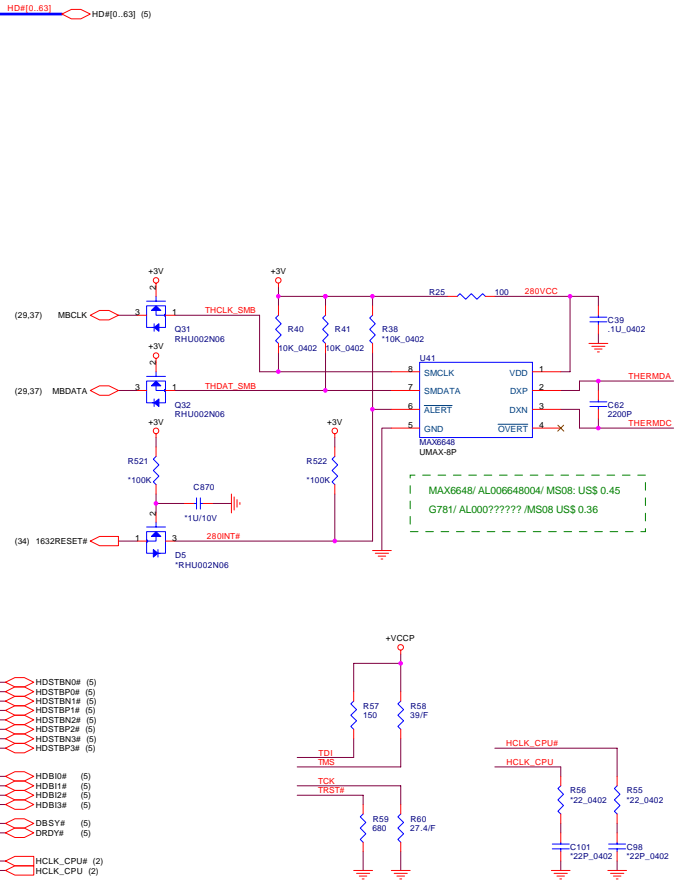 HD#[0..63]
HD#[0..63] (5)
+3V
+3V
2
R25
100
280VCC
(29,37) MBCLK
3
1
THCLK_SMB
Q31
RHU002N06
R40
10K_0402
R41
10K_0402
R38
*10K_0402
C39
.1U_0402
+3V
2
U41
8
SMCLK
VDD
1
7
SMDATA
DXP
2
6
ALERT
DXN
3
5
GND
OVERT
4
MAX6648
UMAX-8P
THERMDA
C62
2200P
THERMDC
(29,37) MBDATA
3
1
THDAT_SMB
Q32
RHU002N06
+3V
+3V
R521
*100K
R522
*100K
C870
*1U/10V
2
(34) 1632RESET#
1
3
280INT#
D5
*RHU002N06
MAX6648/ AL006648004/ MS08: US$ 0.45
G781/ AL000?????? /MS08 US$ 0.36
+VCCP
HDSTBN0# (5)
HDSTBP0# (5)
HDSTBN1# (5)
HDSTBP1# (5)
HDSTBN2# (5)
HDSTBP2# (5)
HDSTBN3# (5)
HDSTBP3# (5)
HDBI0# (5)
HDBI1# (5)
HDBI2# (5)
HDBI3# (5)
DBSY# (5)
DRDY# (5)
HCLK_CPU# (2)
HCLK_CPU (2)
R57
150
R58
39/F
TDI
TMS
TCK
TRST#
R59
680
R60
27.4/F
HCLK_CPU#
HCLK_CPU
R56
*22_0402
R55
*22_0402
C101
*22P_0402
C98
*22P_0402